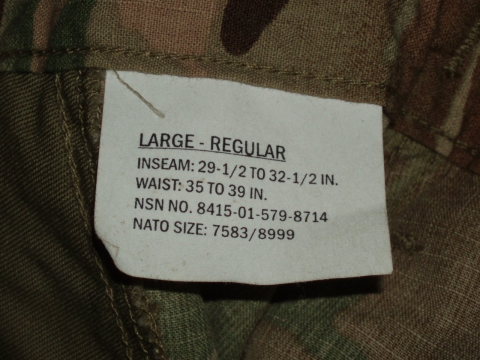 LARGE - REGULAR
INSEAM: 29-1/2 TO 32-1/2 IN.
WAIST: 35 TO 39 IN.
NSN NO. 8415-01-579-8714
NATO SIZE: 7583/8999